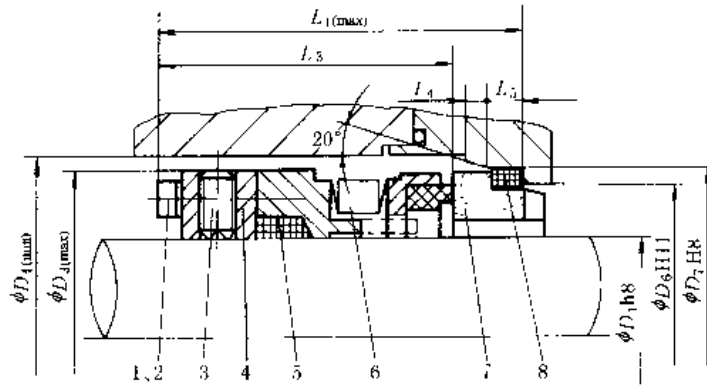 L₁(max)
L₃
L₄ L₅
20°
ϕD₄(min)
ϕD₃(max)
ϕD₁h8
ϕD₆H11
ϕD₇H8
1、2 3 4 5 6 7 8